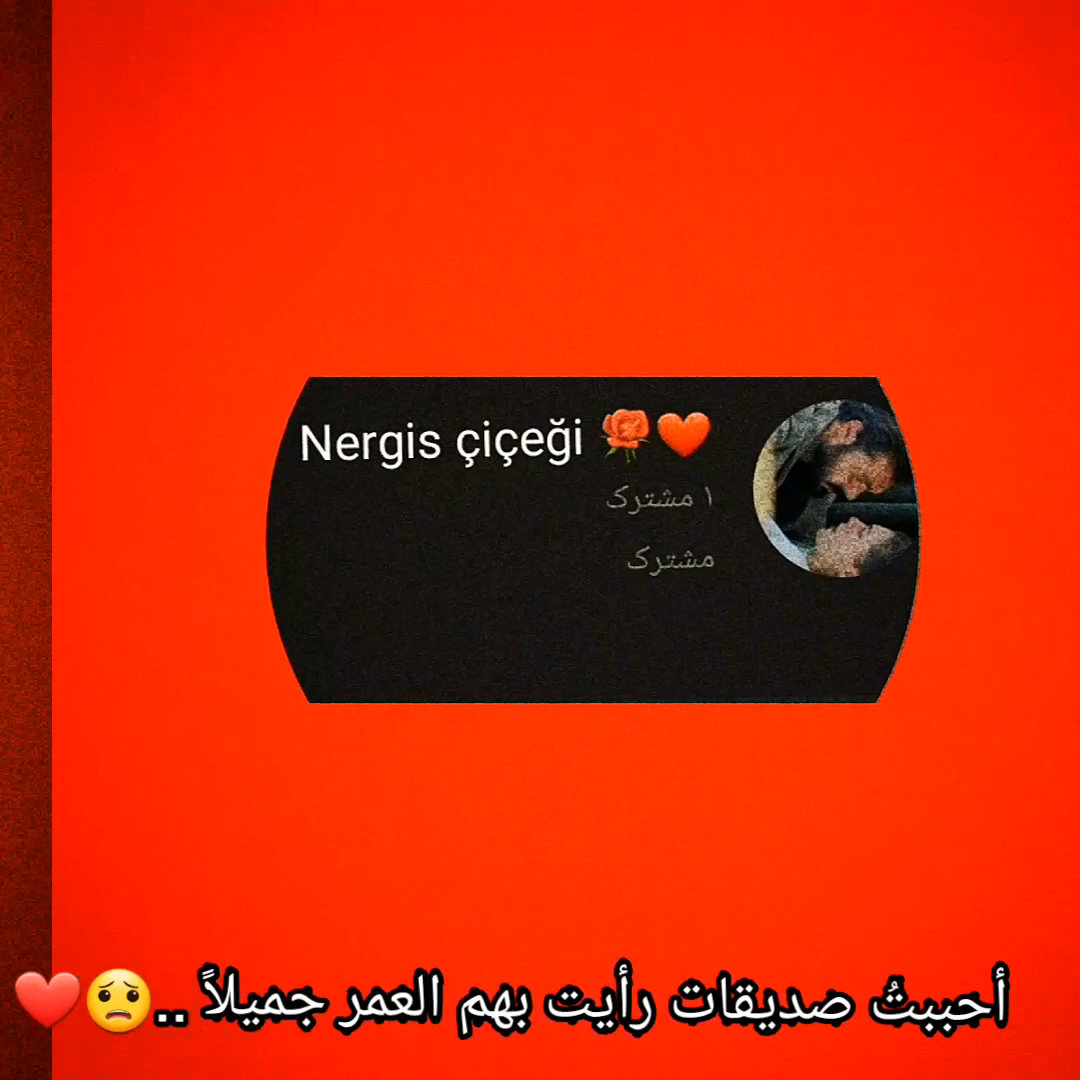 Nergis çiçeği 🌹❤️
١ مشترك
مشترك
أحببتُ صديقات رأيت بهم العمر جميلاً ..😟❤️